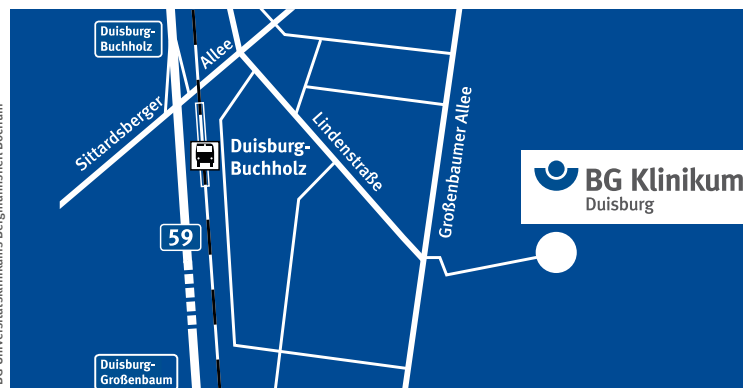 Duisburg-
Buchholz
Sittardsberger Allee
Duisburg-
Buchholz
Lindenstraße
Großenbaumer Allee
BG Klinikum
Duisburg
59
Duisburg-
Großenbaum